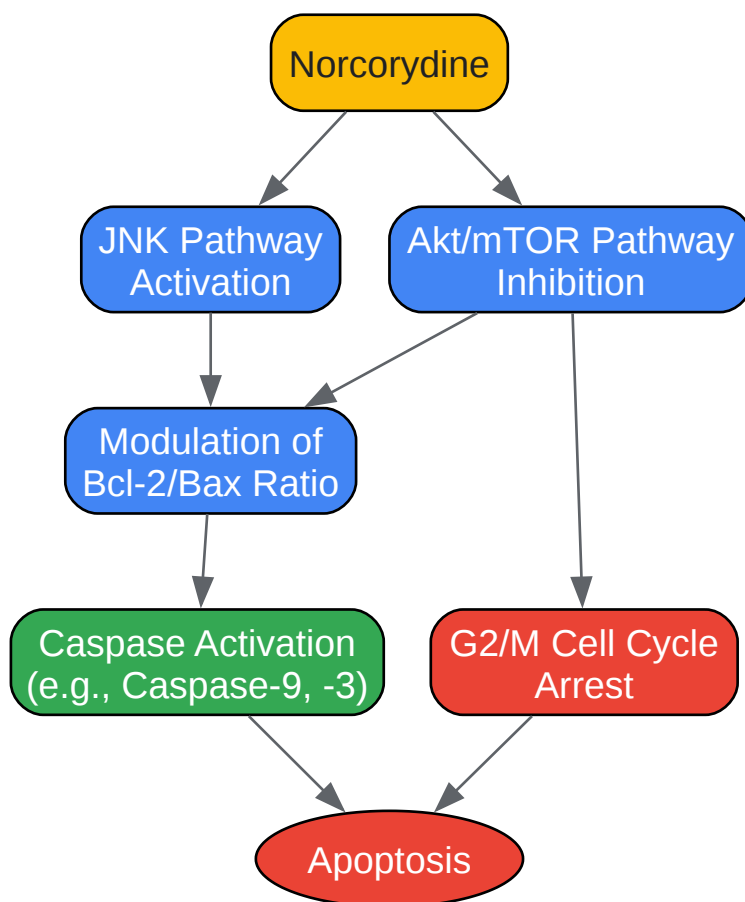 Norcorydine
JNK Pathway
Activation
Akt/mTOR Pathway
Inhibition
Modulation of
Bcl-2/Bax Ratio
Caspase Activation
(e.g., Caspase-9, -3)
G2/M Cell Cycle
Arrest
Apoptosis